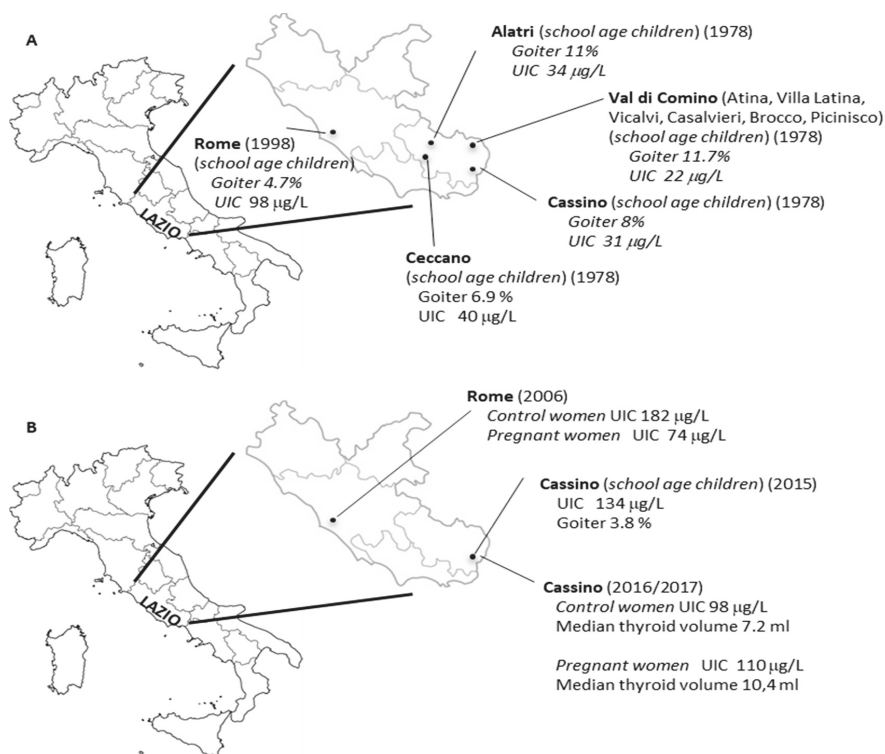 A
Alatri (school age children) (1978)
Goiter 11%
UIC 34 µg/L
Val di Comino (Atina, Villa Latina,
Vicalvi, Casalvieri, Brocco, Picinisco)
(school age children) (1978)
Goiter 11.7%
UIC 22 µg/L
Rome (1998)
(school age children)
Goiter 4.7%
UIC 98 µg/L
Cassino (school age children) (1978)
Goiter 8%
UIC 31 µg/L
LAZIO
Ceccano
(school age children) (1978)
Goiter 6.9 %
UIC 40 µg/L
B
Rome (2006)
Control women UIC 182 µg/L
Pregnant women UIC 74 µg/L
Cassino (school age children) (2015)
UIC 134 µg/L
Goiter 3.8 %
LAZIO
Cassino (2016/2017)
Control women UIC 98 µg/L
Median thyroid volume 7.2 ml
Pregnant women UIC 110 µg/L
Median thyroid volume 10,4 ml